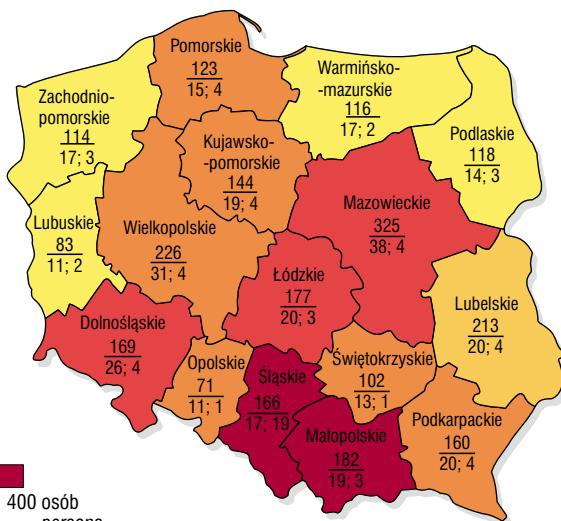 Pomorskie
123
15; 4
Warmińsko-
mazurskie
116
17; 2
Zachodnio-
pomorskie
114
17; 3
Podlaskie
118
14; 3
Kujawsko-
-pomorskie
144
19; 4
Mazowieckie
325
38; 4
Lubuskie
83
11; 2
Wielkopolskie
226
31; 4
Łódzkie
177
20; 3
Lubelskie
213
20; 4
Dolnośląskie
169
26; 4
Opolskie
71
11; 1
Śląskie
166
17; 19
Świętokrzyskie
102
13; 1
Małopolskie
182
19; 3
Podkarpackie
160
20; 4
400 osób
persons